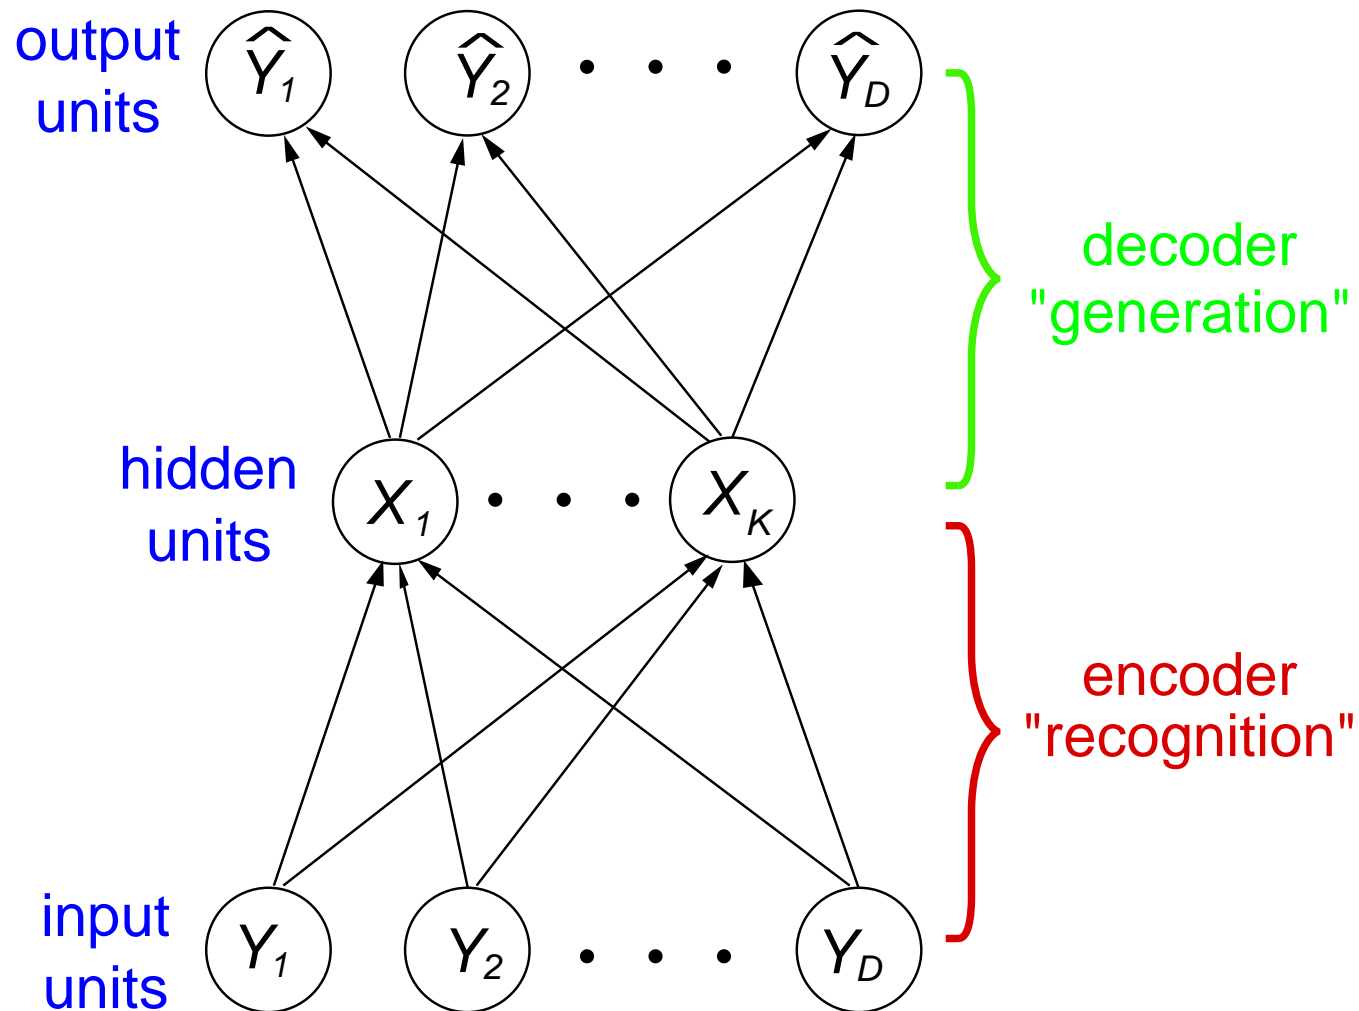 output
units
Ŷ1 Ŷ2 . . . ŶD
decoder
"generation"
hidden
units
X1 . . . XK
encoder
"recognition"
input
units
Y1 Y2 . . . YD